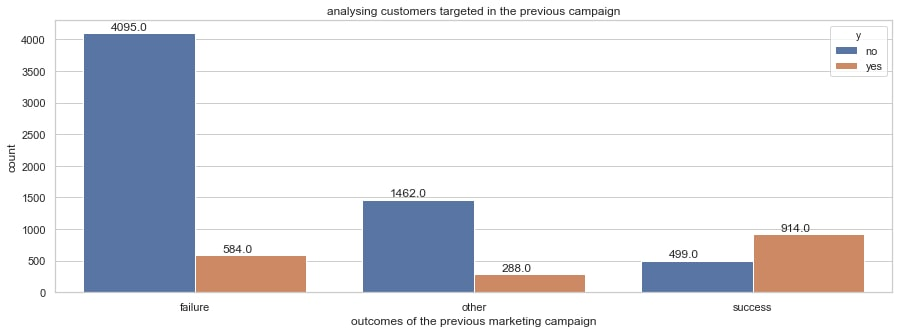 analysing customers targeted in the previous campaign
4095.0
584.0
1462.0
288.0
499.0
914.0
y
no
yes
count
4000
3500
3000
2500
2000
1500
1000
500
0
failure other success
outcomes of the previous marketing campaign